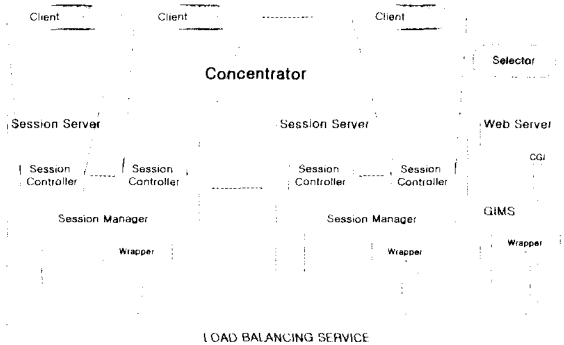 Client Client Client
Selector
Concentrator
Session Server Session Server Web Server
CGI
Session Controller Session Controller Session Controller Session Controller
Session Manager Session Manager GIMS
Wrapper Wrapper Wrapper
LOAD BALANCING SERVICE